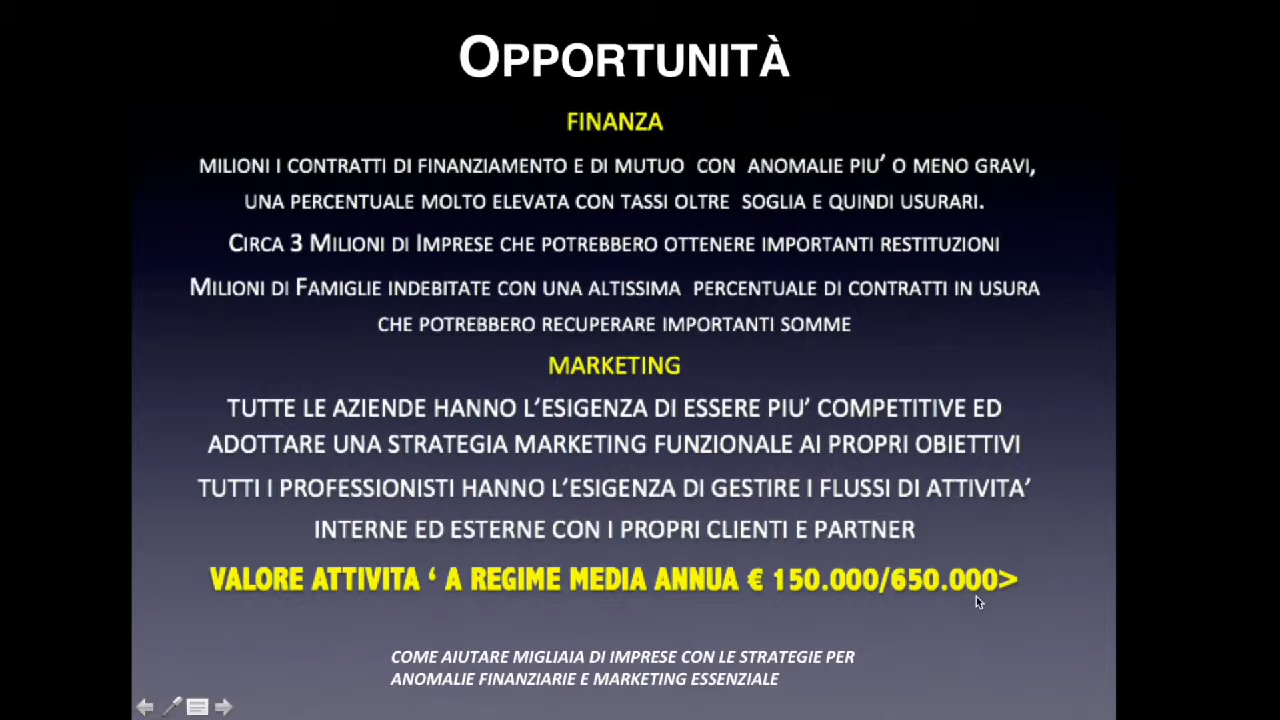 OPPORTUNITÀ
FINANZA
MILIONI I CONTRATTI DI FINANZIAMENTO E DI MUTUO CON ANOMALIE PIU' O MENO GRAVI,
UNA PERCENTUALE MOLTO ELEVATA CON TASSI OLTRE SOGLIA E QUINDI USURARI.
CIRCA 3 MILIONI DI IMPRESE CHE POTREBBERO OTTENERE IMPORTANTI RESTITUZIONI
MILIONI DI FAMIGLIE INDEBITATE CON UNA ALTISSIMA PERCENTUALE DI CONTRATTI IN USURA
CHE POTREBBERO RECUPERARE IMPORTANTI SOMME
MARKETING
TUTTE LE AZIENDE HANNO L'ESIGENZA DI ESSERE PIU' COMPETITIVE ED
ADOTTARE UNA STRATEGIA MARKETING FUNZIONALE AI PROPRI OBIETTIVI
TUTTI I PROFESSIONISTI HANNO L'ESIGENZA DI GESTIRE I FLUSSI DI ATTIVITA'
INTERNE ED ESTERNE CON I PROPRI CLIENTI E PARTNER
VALORE ATTIVITA ‘ A REGIME MEDIA ANNUA € 150.000/650.000>
COME AIUTARE MIGLIAIA DI IMPRESE CON LE STRATEGIE PER
ANOMALIE FINANZIARIE E MARKETING ESSENZIALE